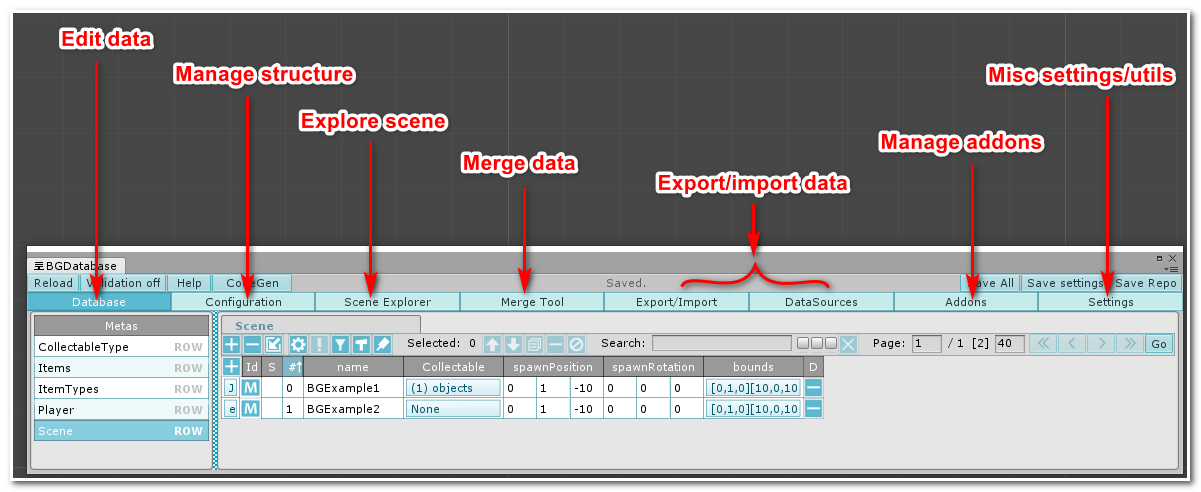 Edit data
Manage structure
Misc settings/utils
Explore scene
Manage addons
Merge data
Export/import data
BGDatabase
Reload Validation off Help CodeGen Saved. Save All Save settings Save Repo
Database Configuration Scene Explorer Merge Tool Export/Import DataSources Addons Settings
Metas
CollectableType ROW
Items ROW
ItemTypes ROW
Player ROW
Scene ROW
Scene
Selected: 0 Search: Page: 1 / 1 [2] 40 Go
Id S #↑ name Collectable spawnPosition spawnRotation bounds D
J M 0 BGExample1 (1) objects 0 1 -10 0 0 0 [0,1,0][10,0,10
e M 1 BGExample2 None 0 1 -10 0 0 0 [0,1,0][10,0,10